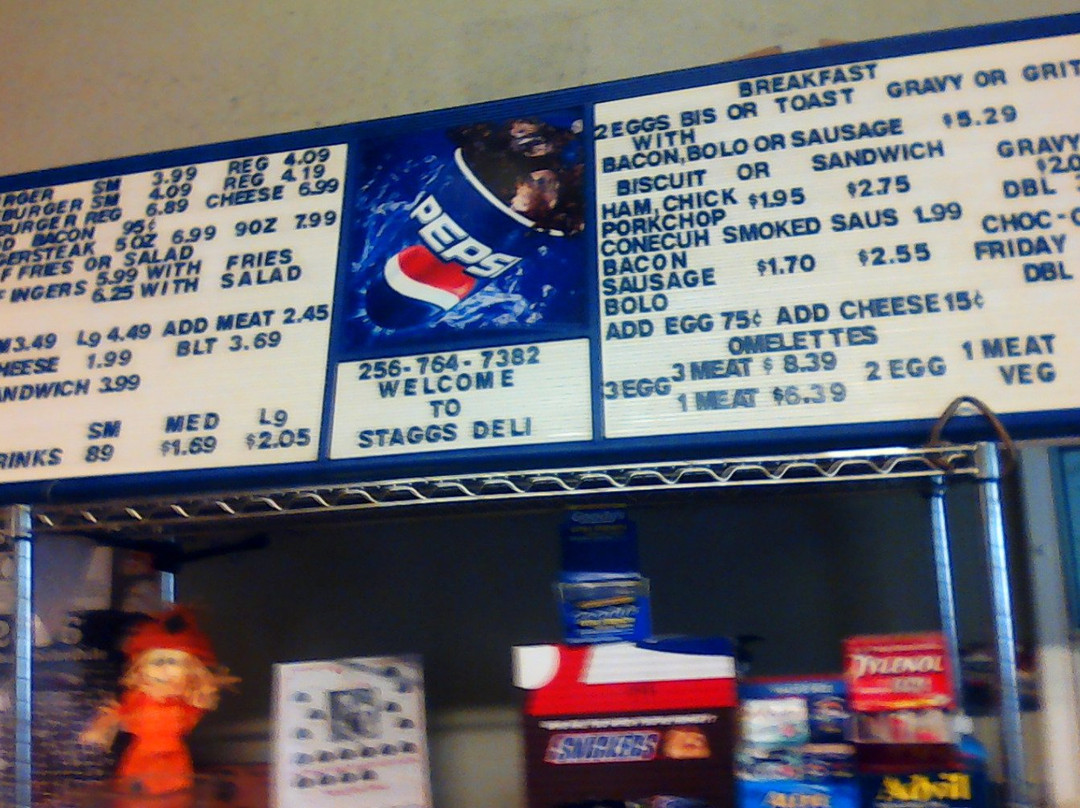 RGER SM 3.99 REG 4.09
BURGER SM 4.09 REG 4.19
BURGER REG 6.89 CHEESE 6.99
D BACON 95¢
GERSTEAK 5OZ 6.99 9OZ 7.99
F FRIES OR SALAD
FINGERS 5.99 WITH FRIES
6.25 WITH SALAD
M 3.49 Lg 4.49 ADD MEAT 2.45
HEESE 1.99 BLT 3.69
ANDWICH 3.99
SM MED Lg
RINKS 89 $1.69 $2.05
PEPSI
256-764-7382
WELCOME
TO
STAGGS DELI
BREAKFAST
2EGGS BIS OR TOAST GRAVY OR GRIT
WITH
BACON,BOLO OR SAUSAGE $5.29
BISCUIT OR SANDWICH GRAVY
HAM, CHICK $1.95 $2.75 $2.0
PORKCHOP DBL
CONECUH SMOKED SAUS 1.99 CHOC-
BACON FRIDAY
SAUSAGE $1.70 $2.55 DBL
BOLO
ADD EGG 75¢ ADD CHEESE 15¢
OMELETTES
3EGG 3 MEAT $8.39 2 EGG 1 MEAT
1 MEAT $6.39 VEG
SNICKERS
TYLENOL
Advil